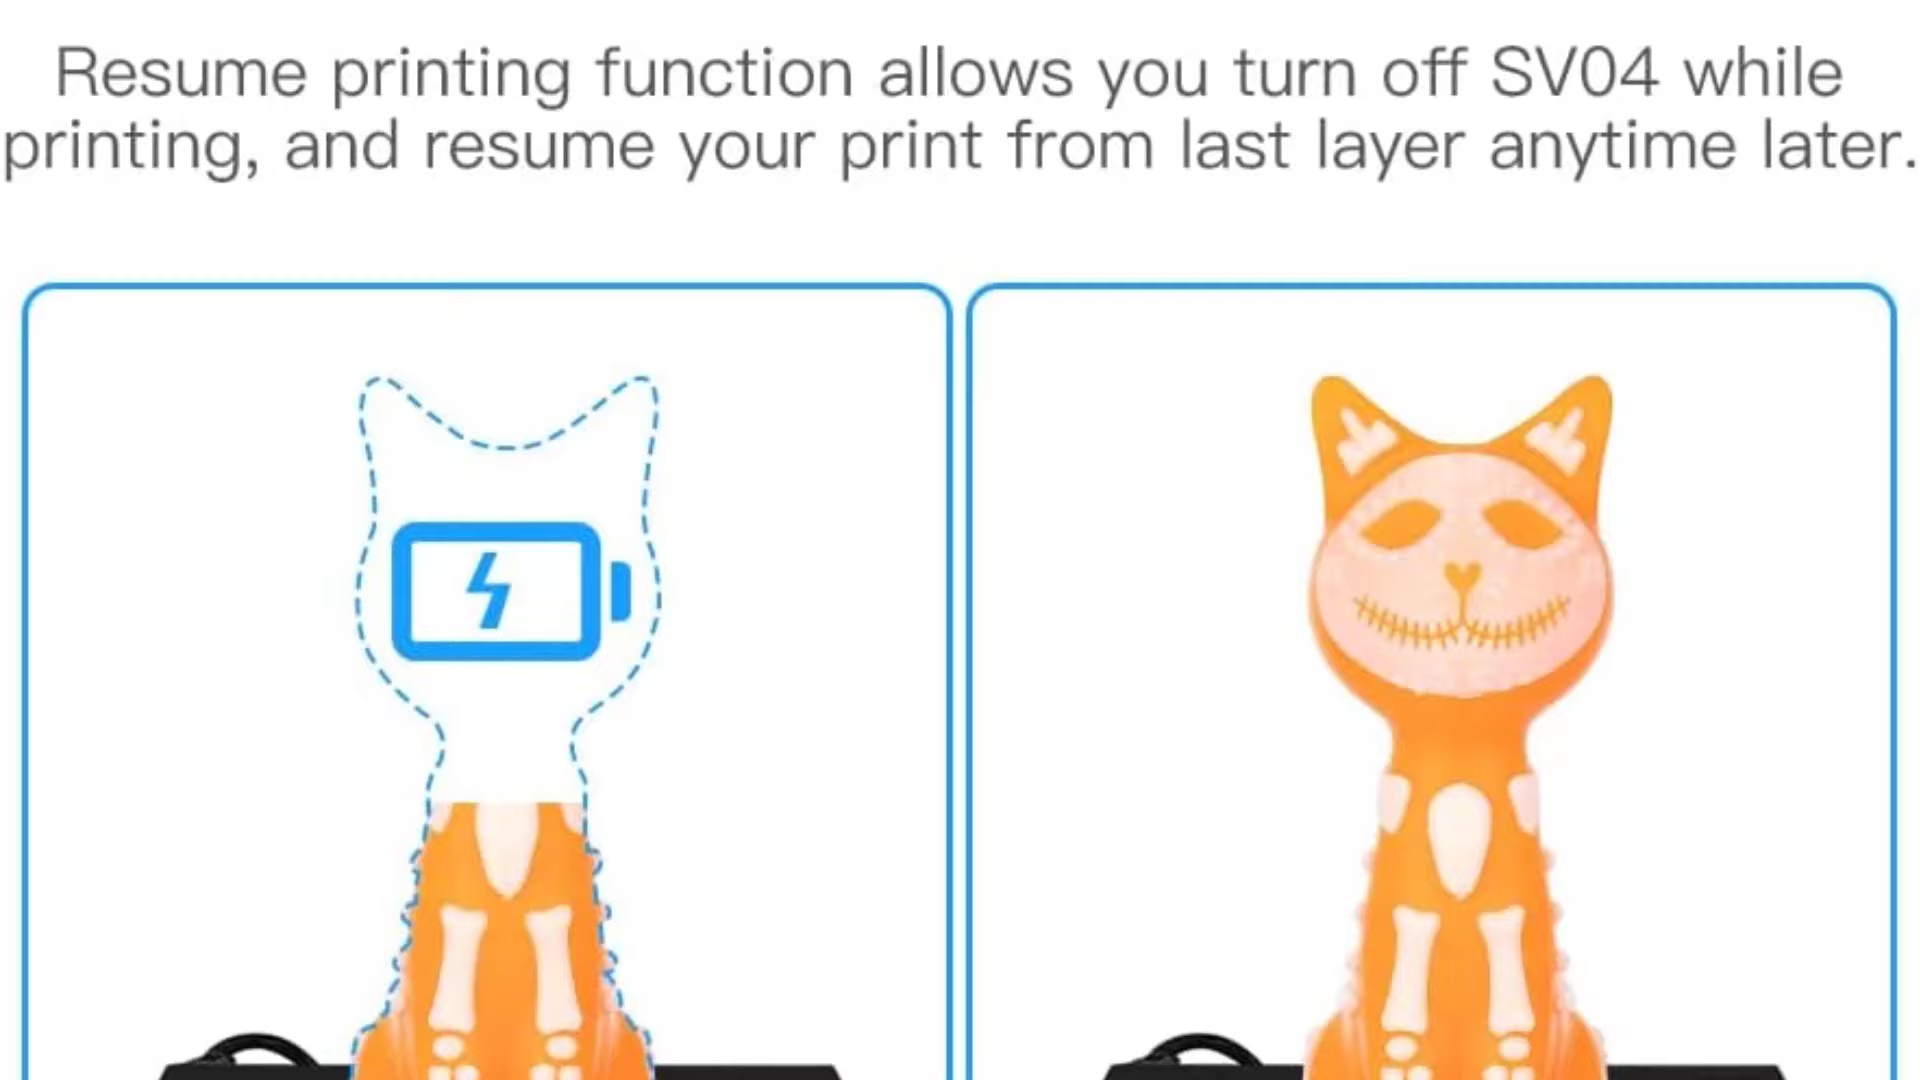 Resume printing function allows you turn off SV04 while
printing, and resume your print from last layer anytime later.